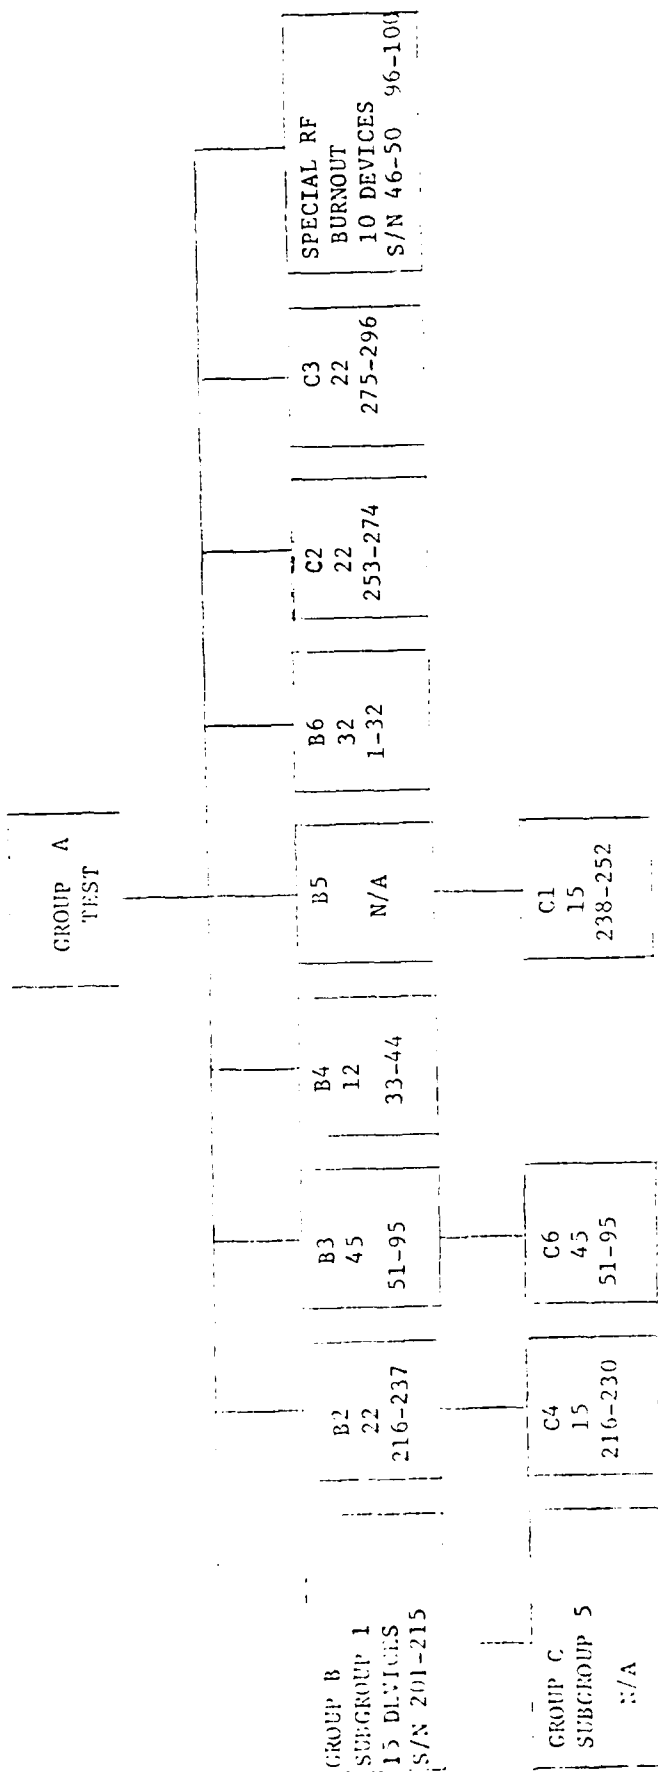 GROUP A
TEST
GROUP B
SUBGROUP 1
15 DEVICES
S/N 201-215
B2
22
216-237
B3
45
51-95
B4
12
33-44
B5
N/A
B6
32
1-32
C2
22
253-274
C3
22
275-296
SPECIAL RF
BURNOUT
10 DEVICES
S/N 46-50 96-100
GROUP C
SUBGROUP 5
N/A
C4
15
216-230
C6
45
51-95
C1
15
238-252